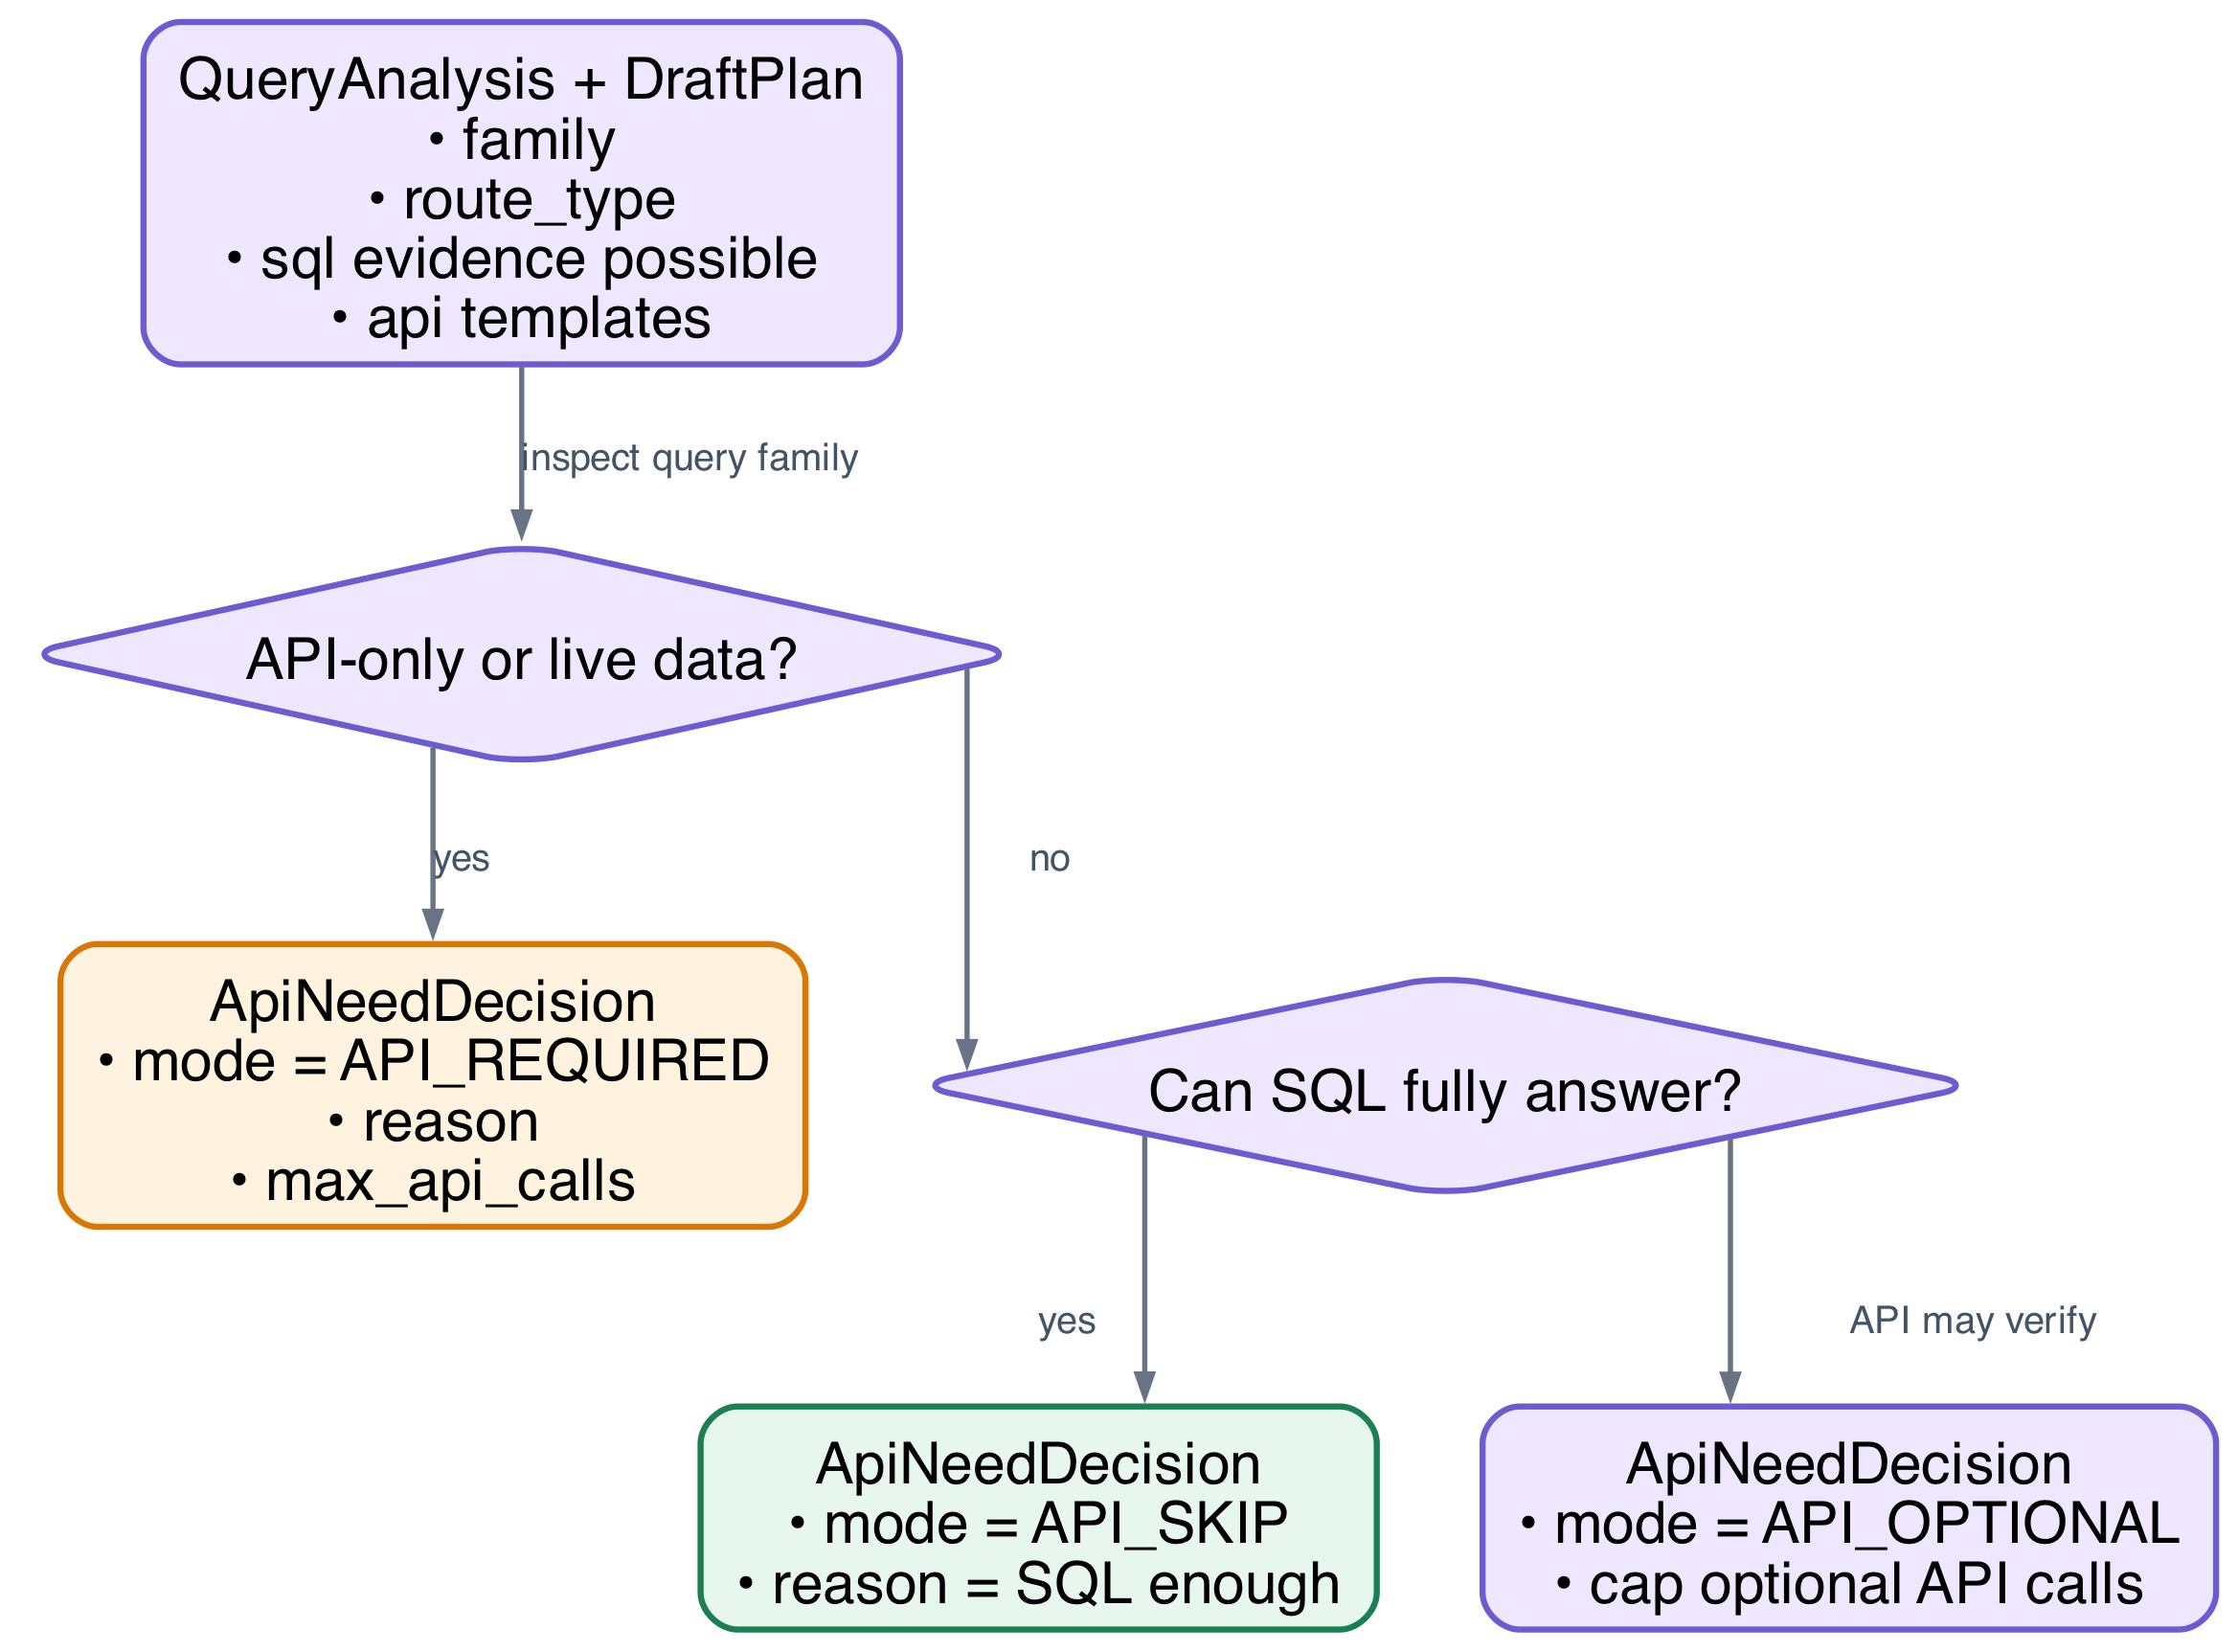 QueryAnalysis + DraftPlan
• family
• route_type
• sql evidence possible
• api templates
inspect query family
API-only or live data?
yes
no
ApiNeedDecision
• mode = API_REQUIRED
• reason
• max_api_calls
Can SQL fully answer?
yes
API may verify
ApiNeedDecision
• mode = API_SKIP
• reason = SQL enough
ApiNeedDecision
• mode = API_OPTIONAL
• cap optional API calls